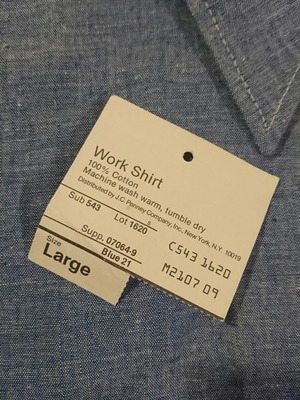 Work Shirt
100% Cotton
Machine wash warm, tumble dry
Distributed by J.C. Penney Company, Inc., New York, N.Y. 10019
Sub 543 Lot 1620 s
Supp. 07064-9
Blue 21
Size
Large
C543 1620
M2107 09